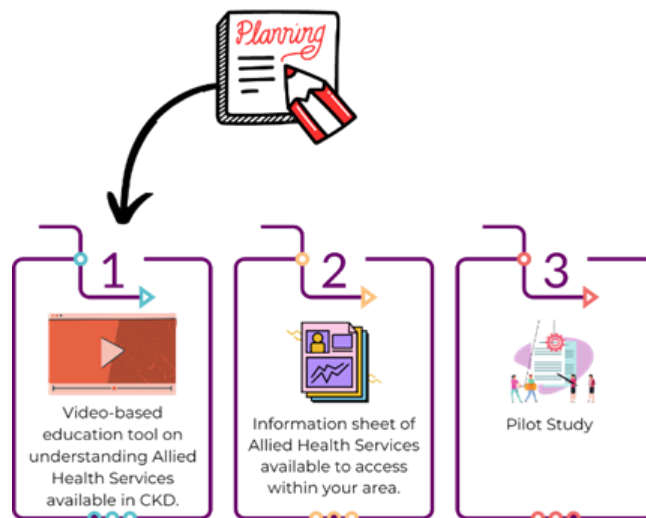 Planning
1
Video-based
education tool on
understanding Allied
Health Services
available in CKD.
2
Information sheet of
Allied Health Services
available to access
within your area.
3
Pilot Study